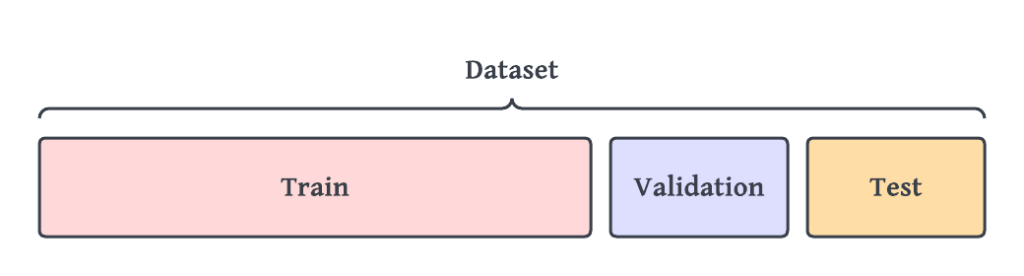 Dataset
Train
Validation
Test